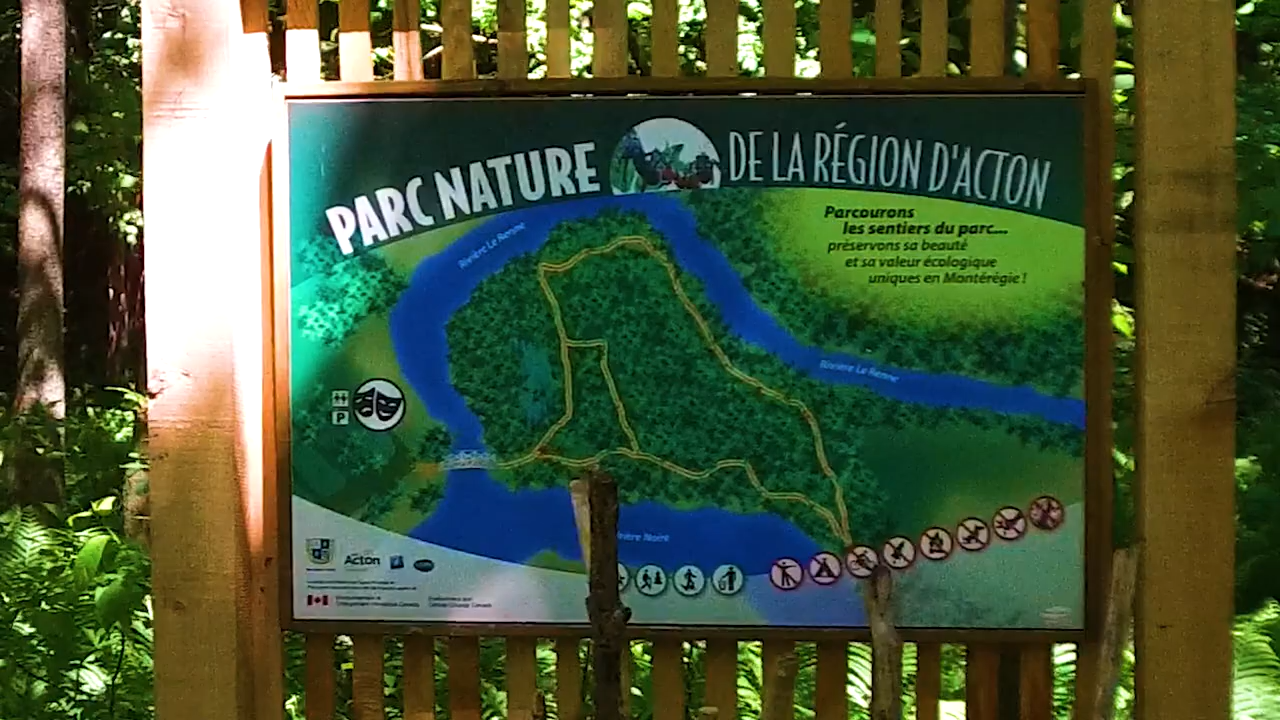 PARC NATURE DE LA RÉGION D'ACTON
Parcourons
les sentiers du parc...
préservons sa beauté
et sa valeur écologique
uniques en Montérégie !
Rivière Le Renne
Rivière Le Renne
P
Noire
Acton